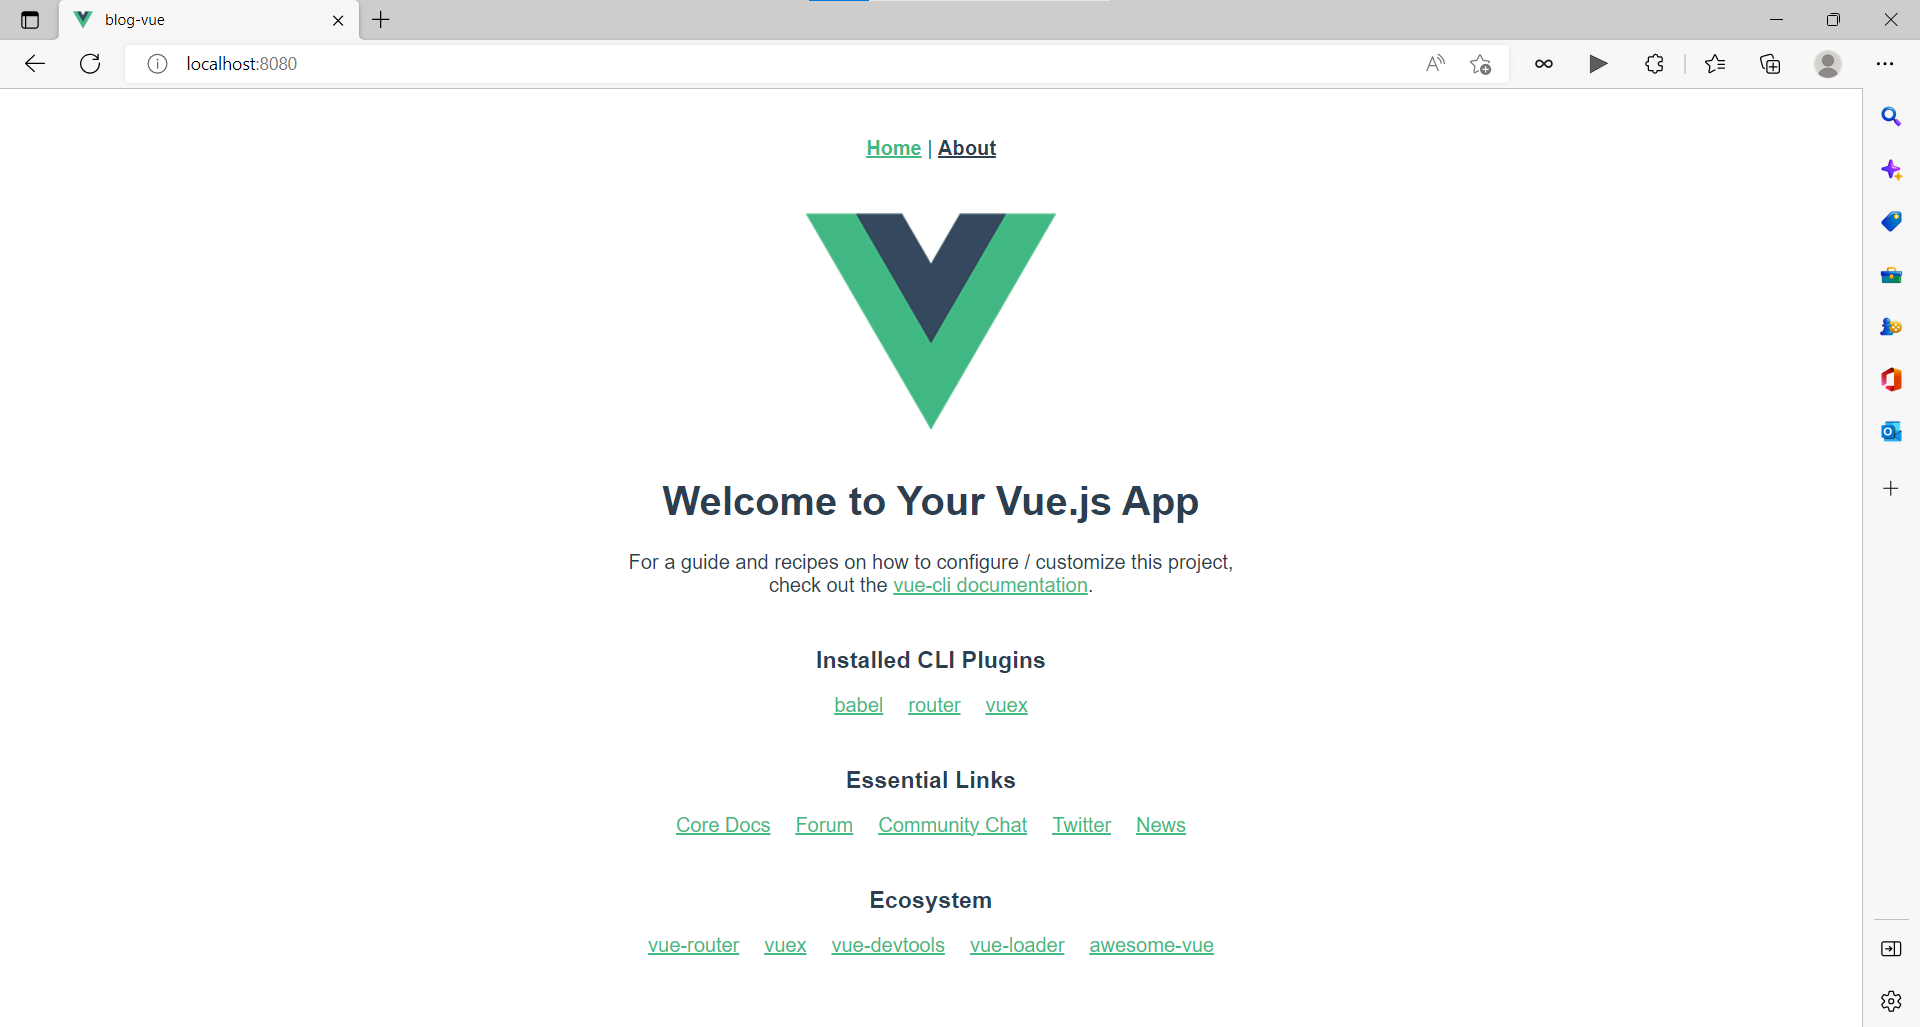 blog-vue
localhost:8080
Home | About
Welcome to Your Vue.js App
For a guide and recipes on how to configure / customize this project,
check out the vue-cli documentation.
Installed CLI Plugins
babel router vuex
Essential Links
Core Docs Forum Community Chat Twitter News
Ecosystem
vue-router vuex vue-devtools vue-loader awesome-vue